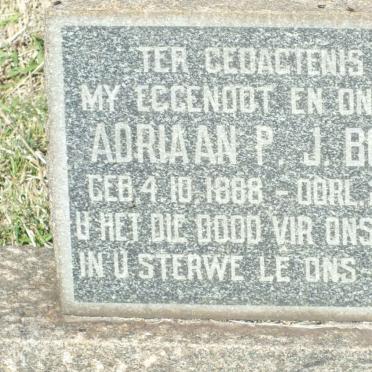 TER GEDAGTENIS
MY EGGENOOT EN ON
ADRIAAN P. J. B
GEB. 4.10.1888 - OORL.
U HET DIE DOOD VIR ONS
IN U STERWE LE ONS